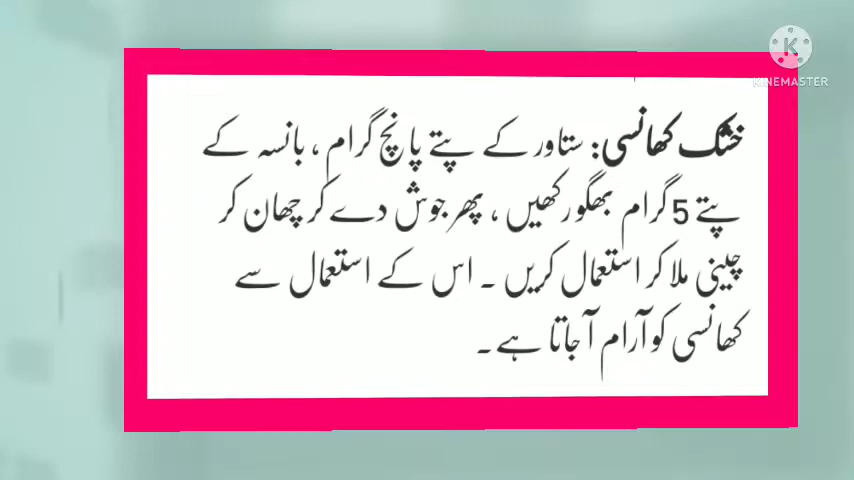 KINEMASTER
خشک کھانسی: ستاور کے پتے پانچ گرام ، بانسہ کے
پتے 5 گرام بھگو رکھیں ، پھر جوش دے کر چھان کر
چینی ملا کر استعمال کریں ۔ اس کے استعمال سے
کھانسی کو آرام آ جاتا ہے ۔